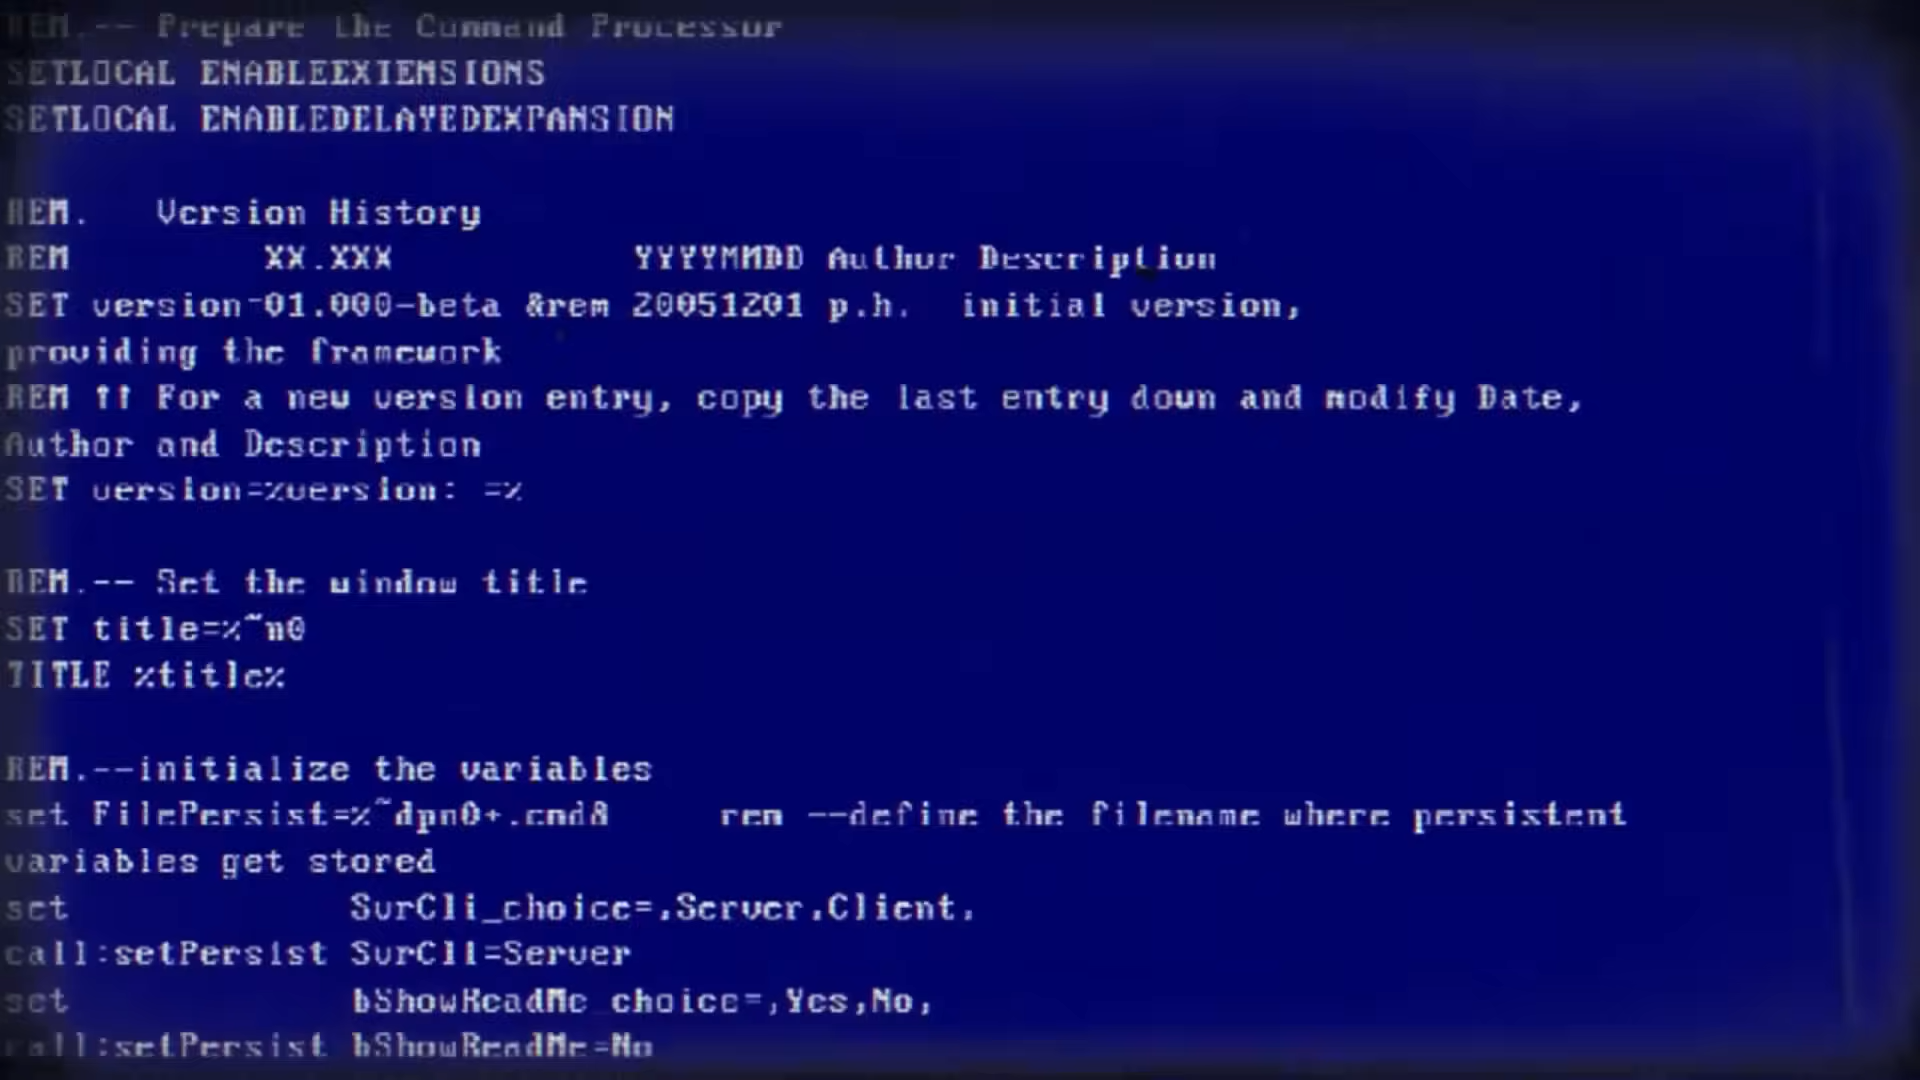 REM.-- Prepare the Command Processor
SETLOCAL ENABLEEXTENSIONS
SETLOCAL ENABLEDELAYEDEXPANSION
REM.   Version History
REM         XX.XXX                 YYYYMMDD Author Description
SET version=01.000-beta &rem 20051201 p.h.  initial version,
providing the framework
REM !! For a new version entry, copy the last entry down and modify Date,
Author and Description
SET version=%version: =%
REM.-- Set the window title
SET title=%~n0
TITLE %title%
REM.--initialize the variables
set FilePersist=%~dpn0+.cmd&     rem --define the filename where persistent
variables get stored
set             SvrCli_choice=,Server,Client,
call:setPersist SvrCli=Server
set             bShowReadMe_choice=,Yes,No,
call:setPersist bShowReadMe=No